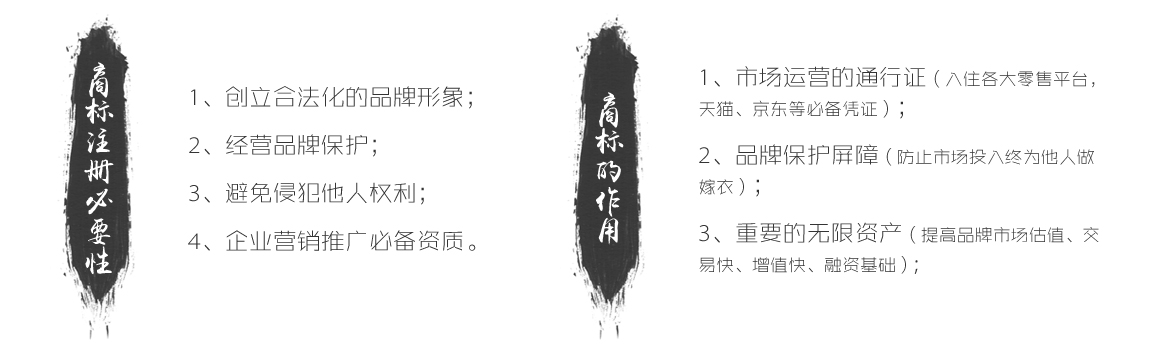 商标注册必要性
1、创立合法化的品牌形象；
2、经营品牌保护；
3、避免侵犯他人权利；
4、企业营销推广必备资质。
商标的作用
1、市场运营的通行证（入住各大零售平台，
天猫、京东等必备凭证）；
2、品牌保护屏障（防止市场投入终为他人做
嫁衣）；
3、重要的无限资产（提高品牌市场估值、交
易快、增值快、融资基础）；